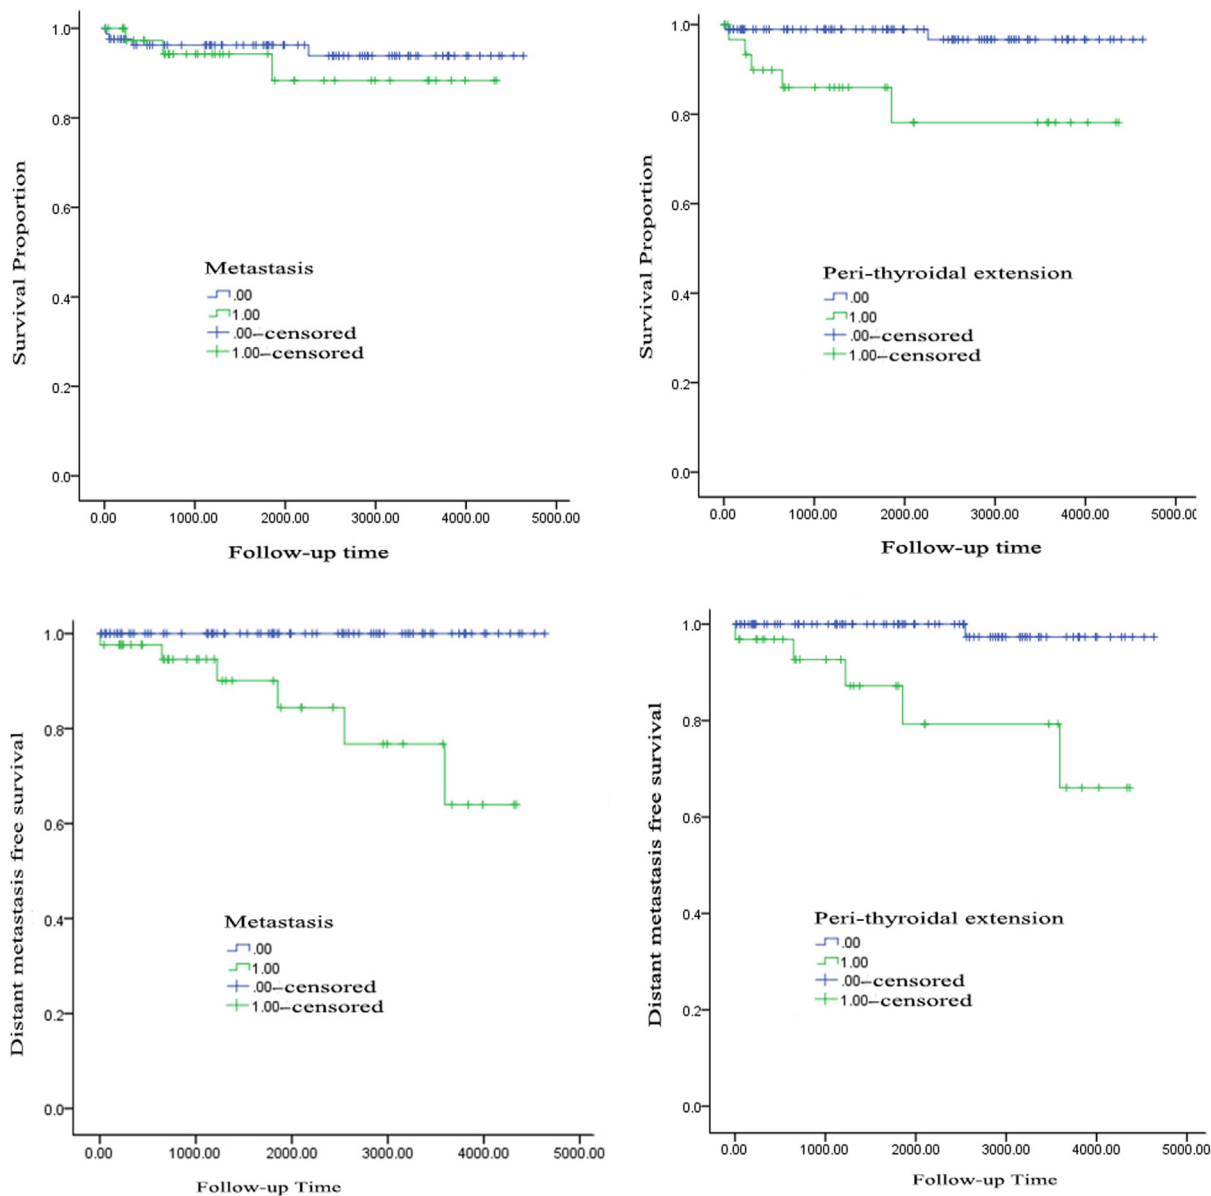 Survival Proportion
1.0
0.8
0.6
0.4
0.2
0.0
Metastasis
.00
1.00
.00-censored
1.00-censored
0.00 1000.00 2000.00 3000.00 4000.00 5000.00
Follow-up time
Survival Proportion
1.0
0.8
0.6
0.4
0.2
0.0
Peri-thyroidal extension
.00
1.00
.00-censored
1.00-censored
0.00 1000.00 2000.00 3000.00 4000.00 5000.0(
Follow-up time
Distant metastasis free survival
1.0
0.8
0.6
0.4
0.2
0.0
Metastasis
.00
1.00
.00-censored
1.00-censored
0.00 1000.00 2000.00 3000.00 4000.00 5000.00
Follow-up Time
Distant metastasis free survival
1.0
0.8
0.6
0.4
0.2
0.0
Peri-thyroidal extension
.00
1.00
.00-censored
1.00-censored
0.00 1000.00 2000.00 3000.00 4000.00 5000.00
Follow-up Time